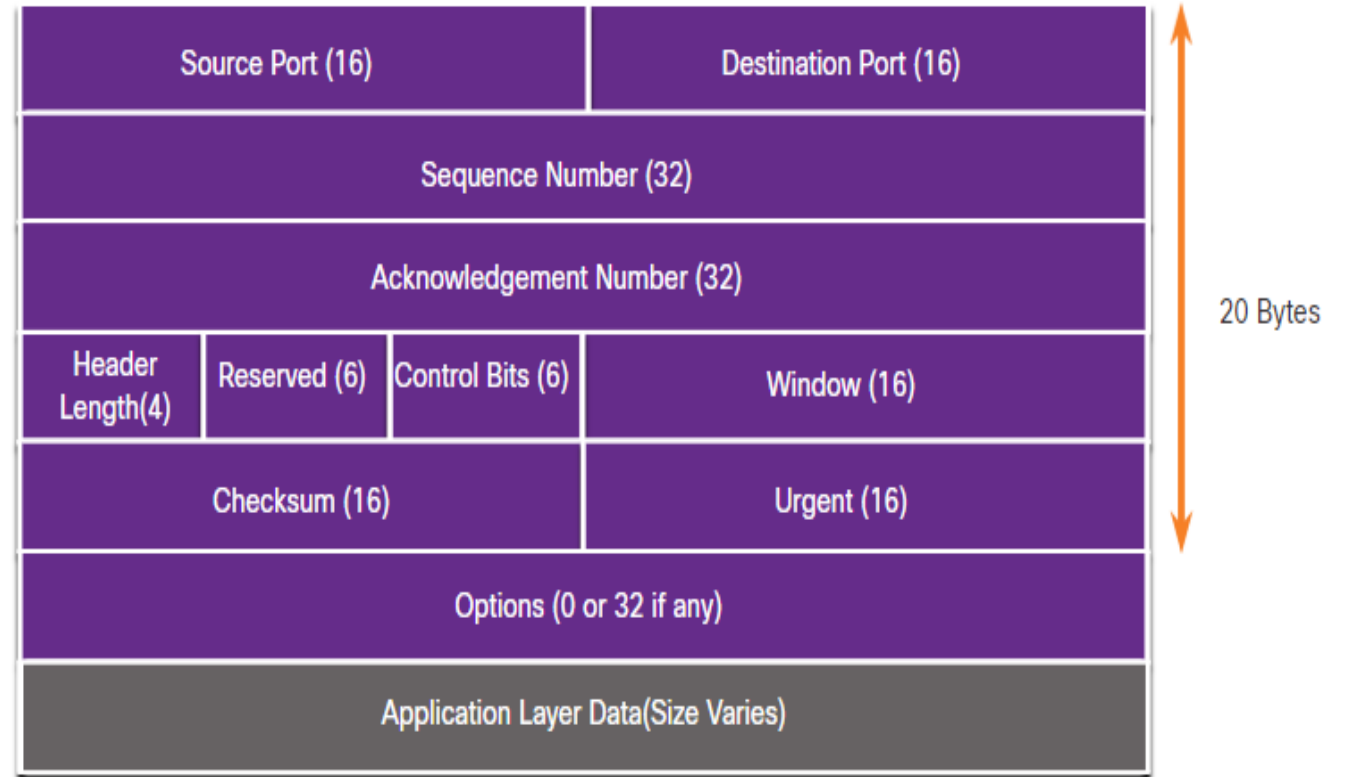 Source Port (16)
Destination Port (16)
Sequence Number (32)
Acknowledgement Number (32)
20 Bytes
Header
Length(4)
Reserved (6)
Control Bits (6)
Window (16)
Checksum (16)
Urgent (16)
Options (0 or 32 if any)
Application Layer Data(Size Varies)